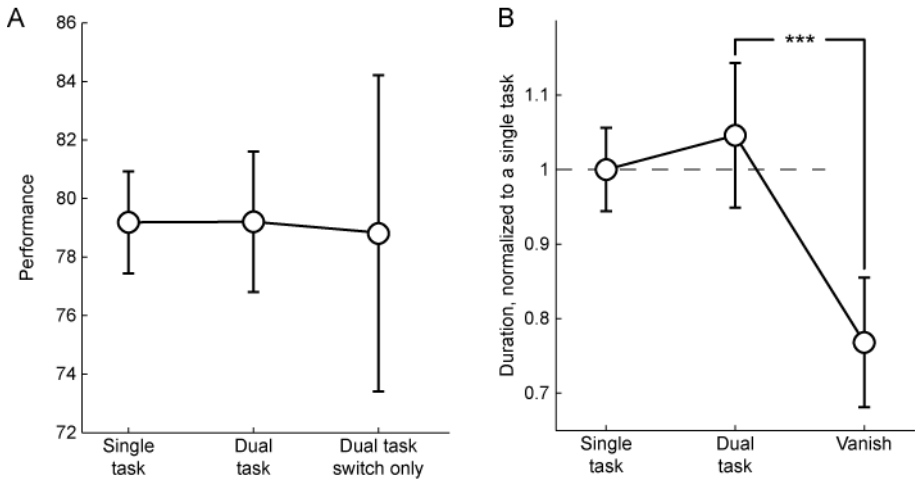 A
86
84
82
80
78
76
74
72
Performance
Single
task
Dual
task
Dual task
switch only
B
***
1.1
1
0.9
0.8
0.7
Duration, normalized to a single task
Single
task
Dual
task
Vanish